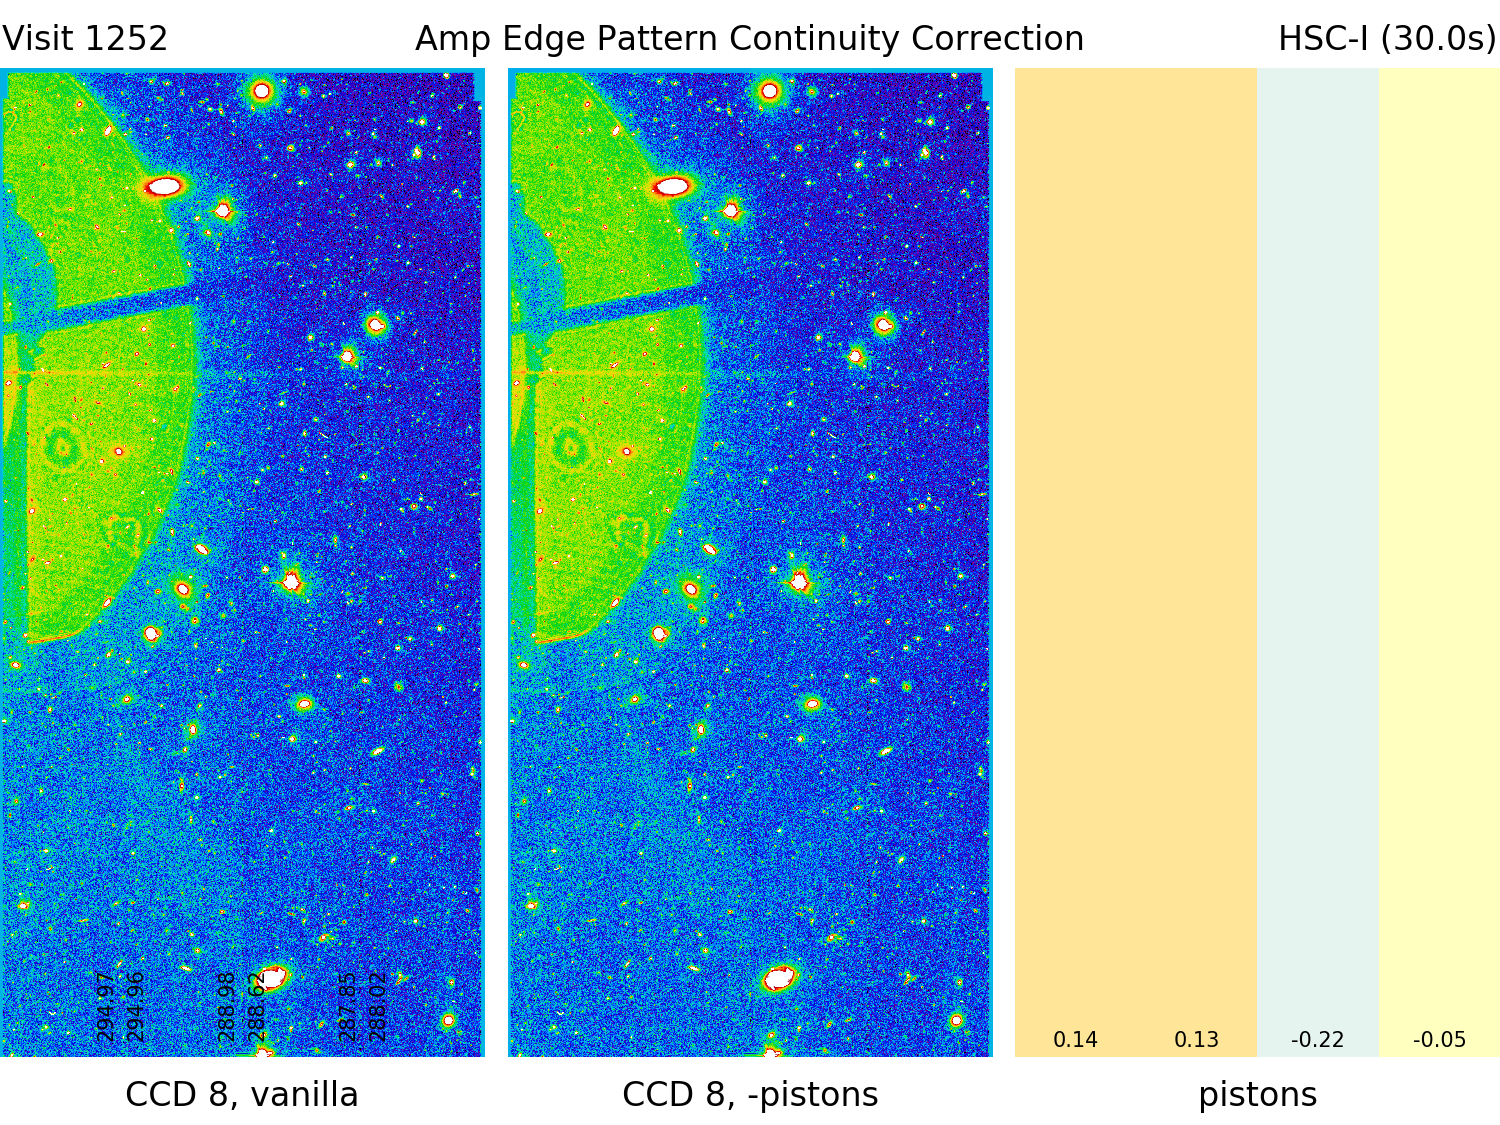 Visit 1252
Amp Edge Pattern Continuity Correction
HSC-I (30.0s)
294.97
294.96
288.98
288.62
287.85
288.02
0.14
0.13
-0.22
-0.05
CCD 8, vanilla
CCD 8, -pistons
pistons